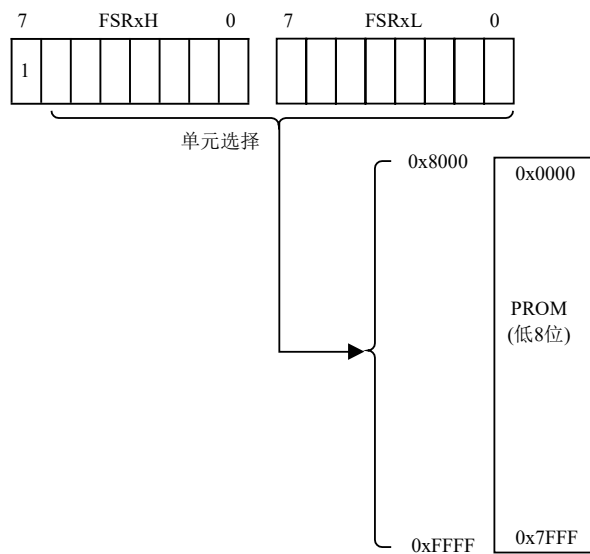 7 FSRxH 0 7 FSRxL 0
1
单元选择
0x8000 0x0000
PROM
(低8位)
0xFFFF 0x7FFF